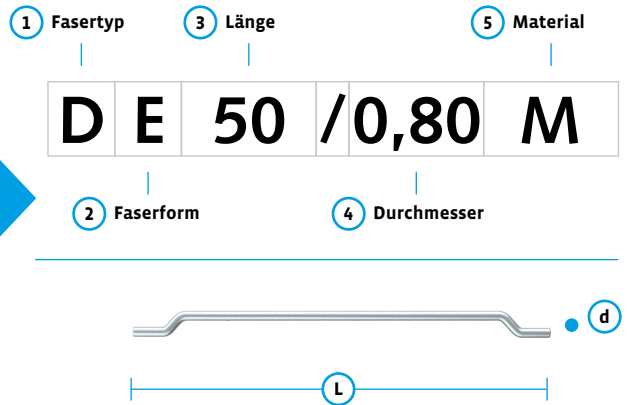 1 Fasertyp 3 Länge 5 Material
D E 50 / 0,80 M
2 Faserform 4 Durchmesser
d
L